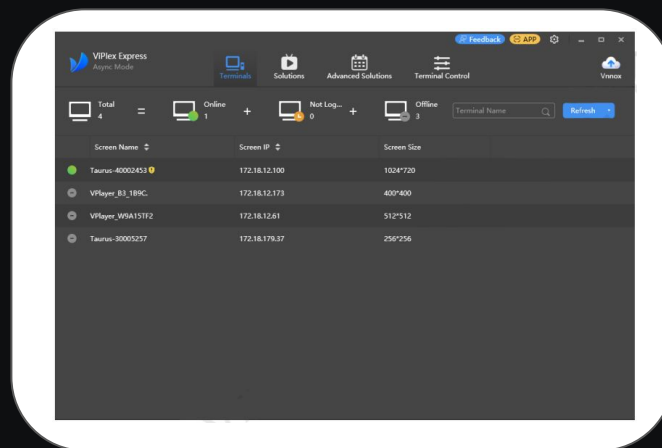 Feedback APP
ViPlex Express
Async Mode
Terminals Solutions Advanced Solutions Terminal Control Vnnox
Total 4 = Online 1 + Not Log... 0 + Offline 3 Terminal Name Refresh
Screen Name Screen IP Screen Size
Taurus-40002453 172.18.12.100 1024*720
VPlayer_B3_1B9C. 172.18.12.173 400*400
VPlayer_W9A15TF2 172.18.12.61 512*512
Taurus-30005257 172.18.179.37 256*256